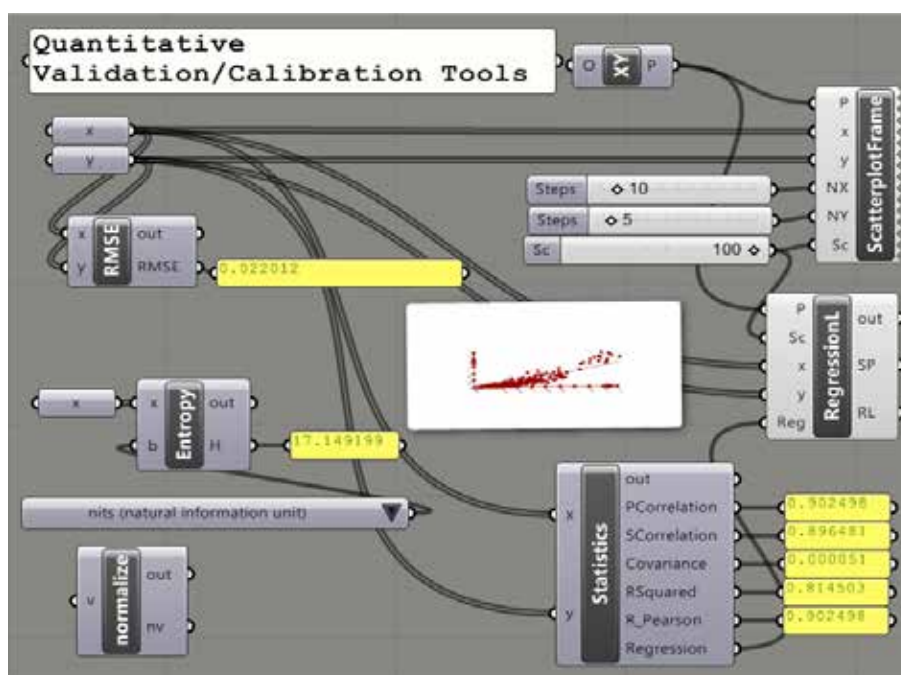 Quantitative
Validation/Calibration Tools
O XY P
x
y
P
x
y
NX
NY
Sc
ScatterplotFrame
Steps 10
Steps 5
Sc 100
x
y
RMSE
out
RMSE
0.022012
P
Sc
x
y
Reg
RegressionL
out
SP
RL
x
x
b
Entropy
out
H
17.149199
nits (natural information unit)
v
normalize
out
nv
x
y
Statistics
out
PCorrelation
SCorrelation
Covariance
RSquared
R_Pearson
Regression
0.902498
0.896481
0.000051
0.814503
0.902498